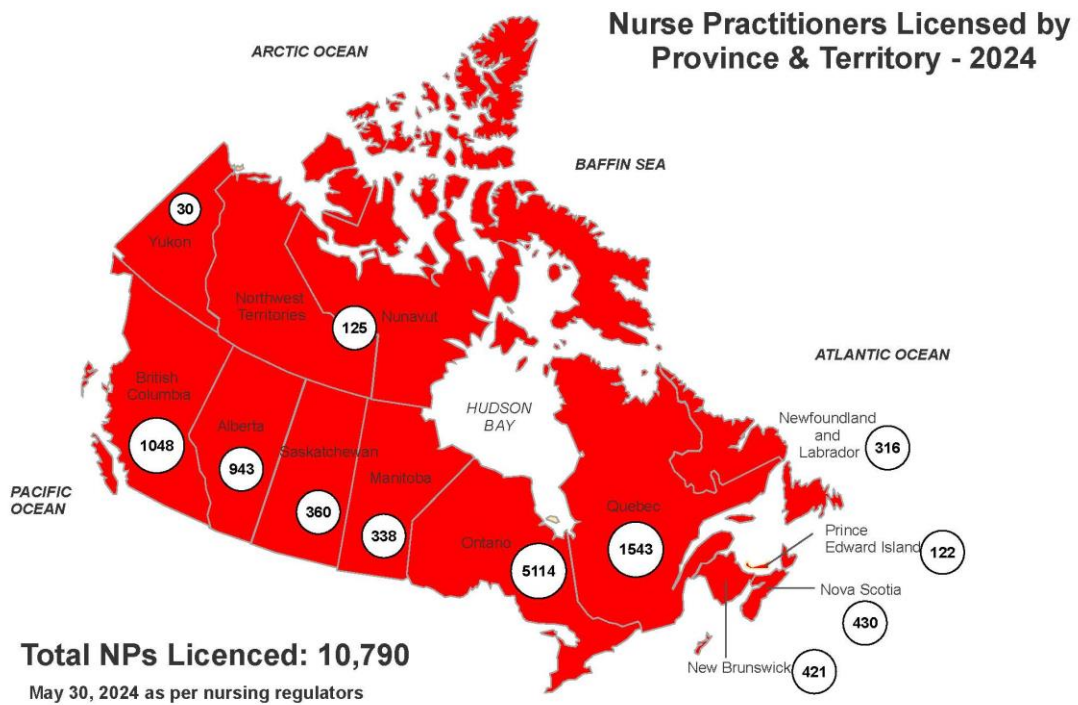 Nurse Practitioners Licensed by
Province & Territory - 2024
ARCTIC OCEAN
BAFFIN SEA
30
Yukon
Northwest
Territories
125
Nunavut
ATLANTIC OCEAN
British
Columbia
1048
Alberta
943
Saskatchewan
360
Manitoba
338
HUDSON
BAY
Ontario
5114
Quebec
1543
Newfoundland
and
Labrador
316
PACIFIC
OCEAN
Prince
Edward Island
122
Nova Scotia
430
New Brunswick
421
Total NPs Licenced: 10,790
May 30, 2024 as per nursing regulators